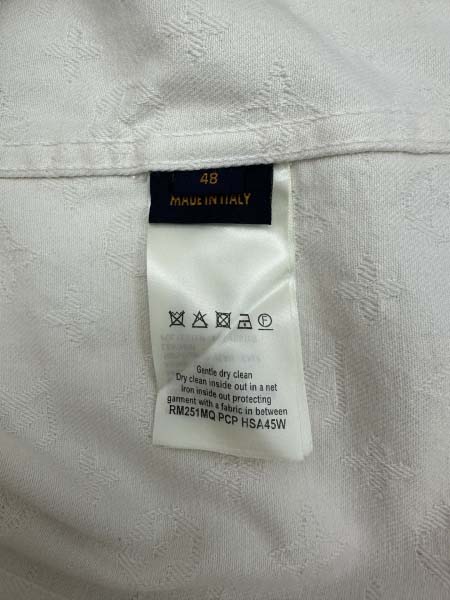 48
MADE IN ITALY
Gentle dry clean
Dry clean inside out in a net
Iron inside out protecting
garment with a fabric in between
RM251MQ PCP HSA45W